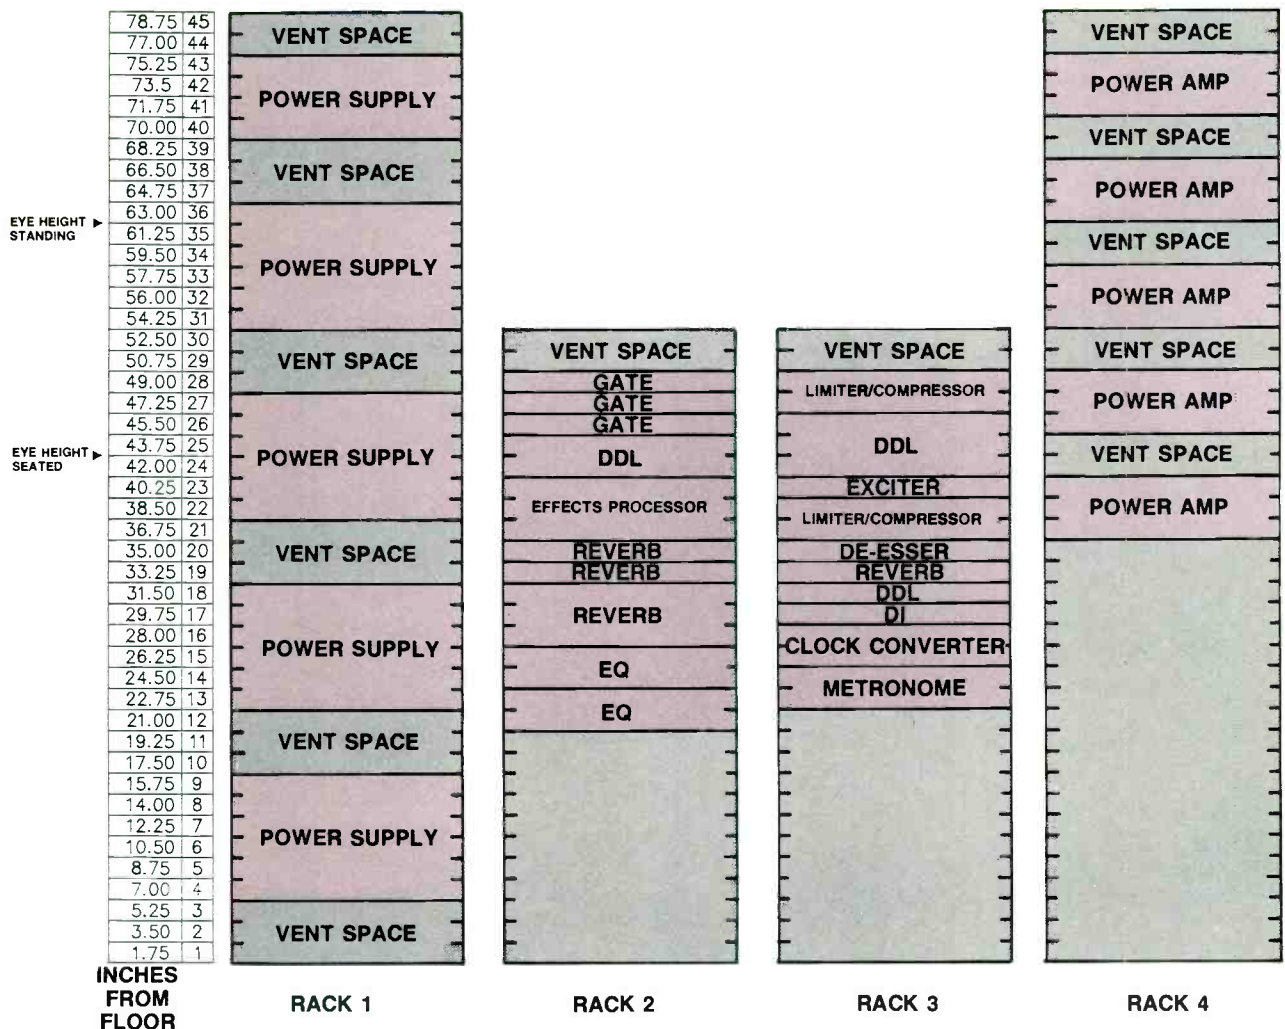 78.75 45
77.00 44
75.25 43
73.5 42
71.75 41
70.00 40
68.25 39
66.50 38
64.75 37
63.00 36
61.25 35
59.50 34
57.75 33
56.00 32
54.25 31
52.50 30
50.75 29
49.00 28
47.25 27
45.50 26
43.75 25
42.00 24
40.25 23
38.50 22
36.75 21
35.00 20
33.25 19
31.50 18
29.75 17
28.00 16
26.25 15
24.50 14
22.75 13
21.00 12
19.25 11
17.50 10
15.75 9
14.00 8
12.25 7
10.50 6
8.75 5
7.00 4
5.25 3
3.50 2
1.75 1
INCHES
FROM
FLOOR
EYE HEIGHT
STANDING
EYE HEIGHT
SEATED
VENT SPACE
POWER SUPPLY
VENT SPACE
POWER SUPPLY
VENT SPACE
POWER SUPPLY
VENT SPACE
POWER SUPPLY
VENT SPACE
POWER SUPPLY
VENT SPACE
RACK 1
VENT SPACE
GATE
GATE
GATE
DDL
EFFECTS PROCESSOR
REVERB
REVERB
REVERB
EQ
EQ
RACK 2
VENT SPACE
LIMITER/COMPRESSOR
DDL
EXCITER
LIMITER/COMPRESSOR
DE-ESSER
REVERB
DDL
DI
CLOCK CONVERTER
METRONOME
RACK 3
VENT SPACE
POWER AMP
VENT SPACE
POWER AMP
VENT SPACE
POWER AMP
VENT SPACE
POWER AMP
VENT SPACE
POWER AMP
RACK 4